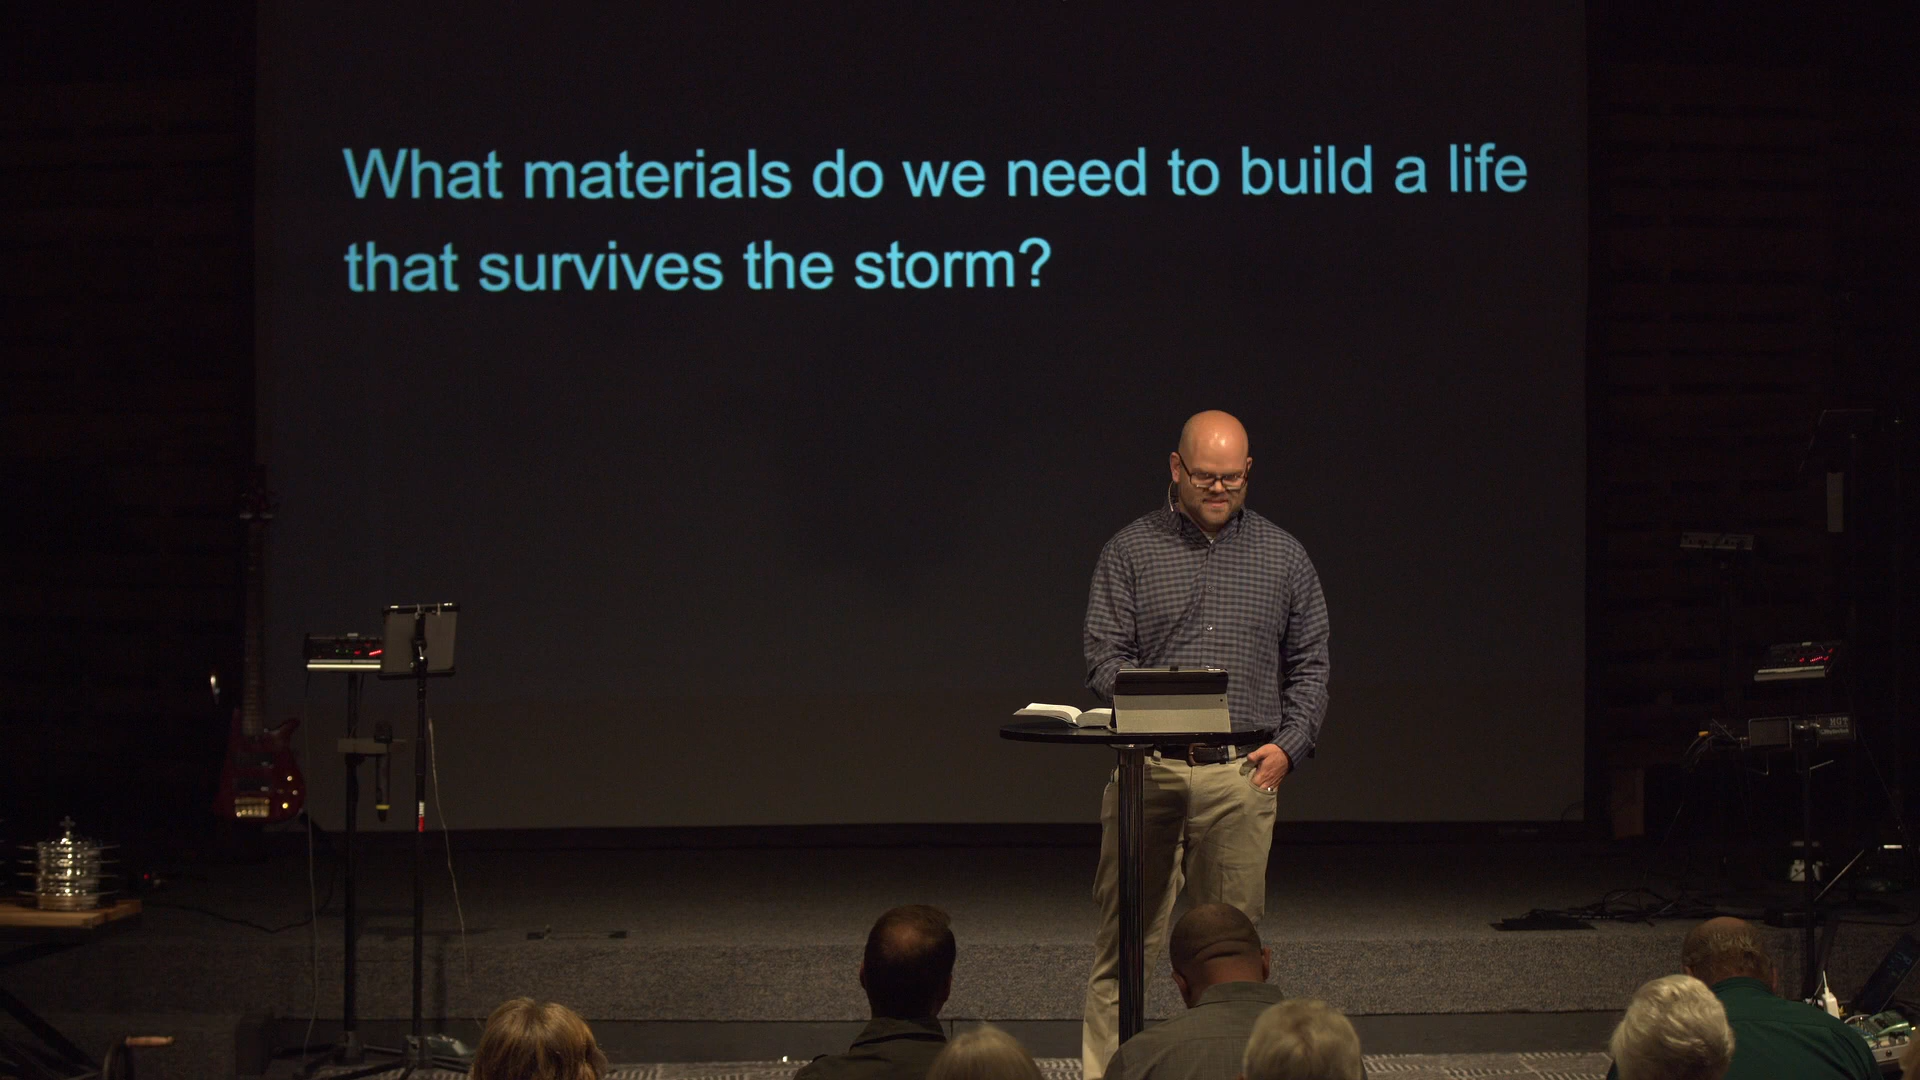 What materials do we need to build a life
that survives the storm?